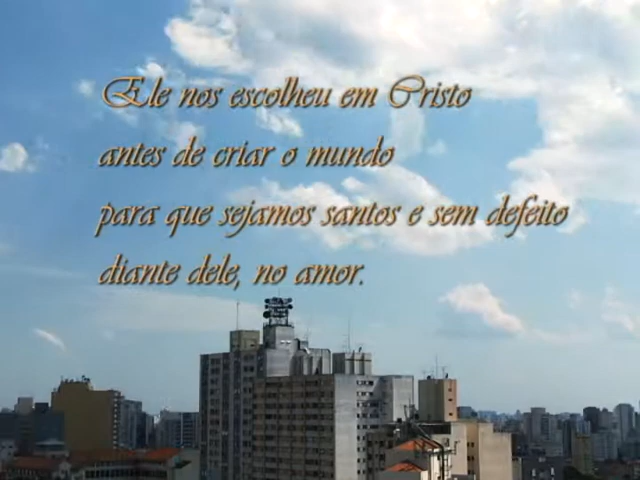 Ele nos escolheu em Cristo
antes de criar o mundo
para que sejamos santos e sem defeito
diante dele, no amor.